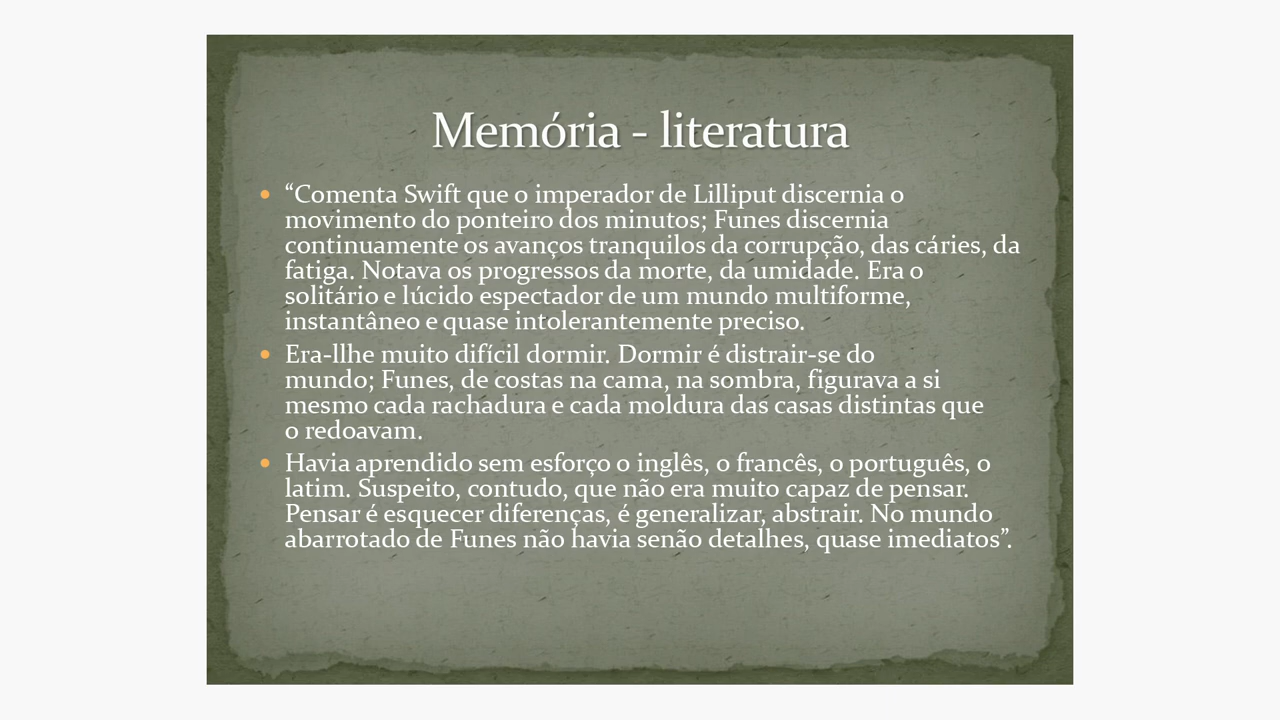 Memória - literatura
• “Comenta Swift que o imperador de Lilliput discernia o
movimento do ponteiro dos minutos; Funes discernia
continuamente os avanços tranquilos da corrupção, das cáries, da
fatiga. Notava os progressos da morte, da umidade. Era o
solitário e lúcido espectador de um mundo multiforme,
instantâneo e quase intolerantemente preciso.
• Era-llhe muito difícil dormir. Dormir é distrair-se do
mundo; Funes, de costas na cama, na sombra, figurava a si
mesmo cada rachadura e cada moldura das casas distintas que
o redoavam.
• Havia aprendido sem esforço o inglês, o francês, o português, o
latim. Suspeito, contudo, que não era muito capaz de pensar.
Pensar é esquecer diferenças, é generalizar, abstrair. No mundo
abarrotado de Funes não havia senão detalhes, quase imediatos”.